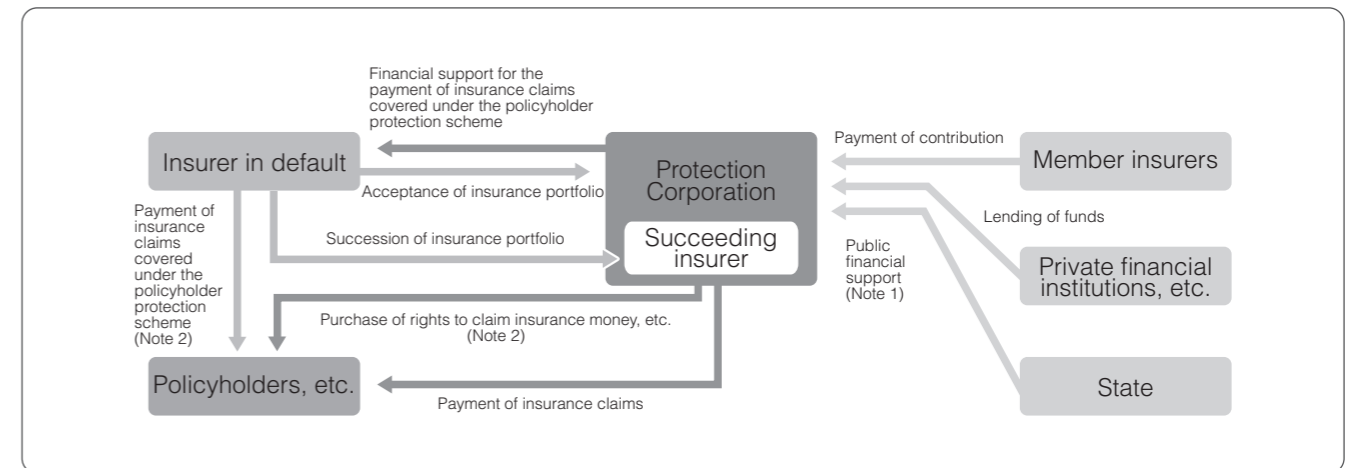 Financial support for the
payment of insurance claims
covered under the policyholder
protection scheme
Insurer in default
Acceptance of insurance portfolio
Protection
Corporation
Payment of contribution
Member insurers
Payment of
insurance
claims
covered
under the
policyholder
protection
scheme
(Note 2)
Succession of insurance portfolio
Succeeding
insurer
Lending of funds
Public
financial
support
(Note 1)
Private financial
institutions, etc.
Purchase of rights to claim insurance money, etc.
(Note 2)
Policyholders, etc.
Payment of insurance claims
State